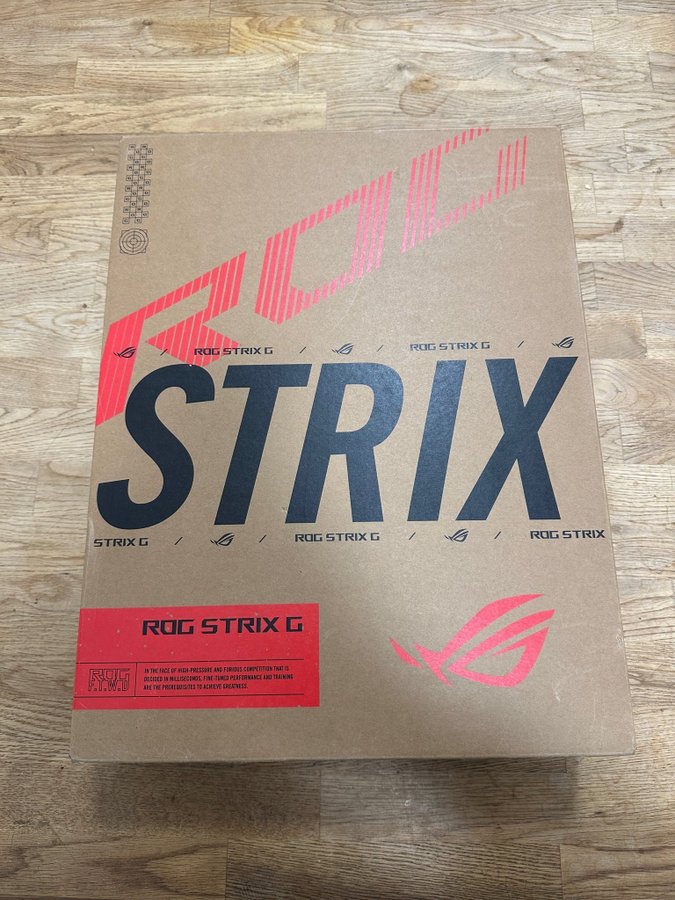 ROG
ROG STRIX G / / ROG STRIX G /
STRIX
STRIX G / / ROG STRIX G / / ROG STRIX
ROG STRIX G
ROG
F.T.W.D
IN THE FACE OF HIGH-PRESSURE AND FURIOUS COMPETITION THAT IS
DECIDED IN MILLISECONDS, FINE-TUNED PERFORMANCE AND TRAINING
ARE THE PREREQUISITES TO ACHIEVE GREATNESS.